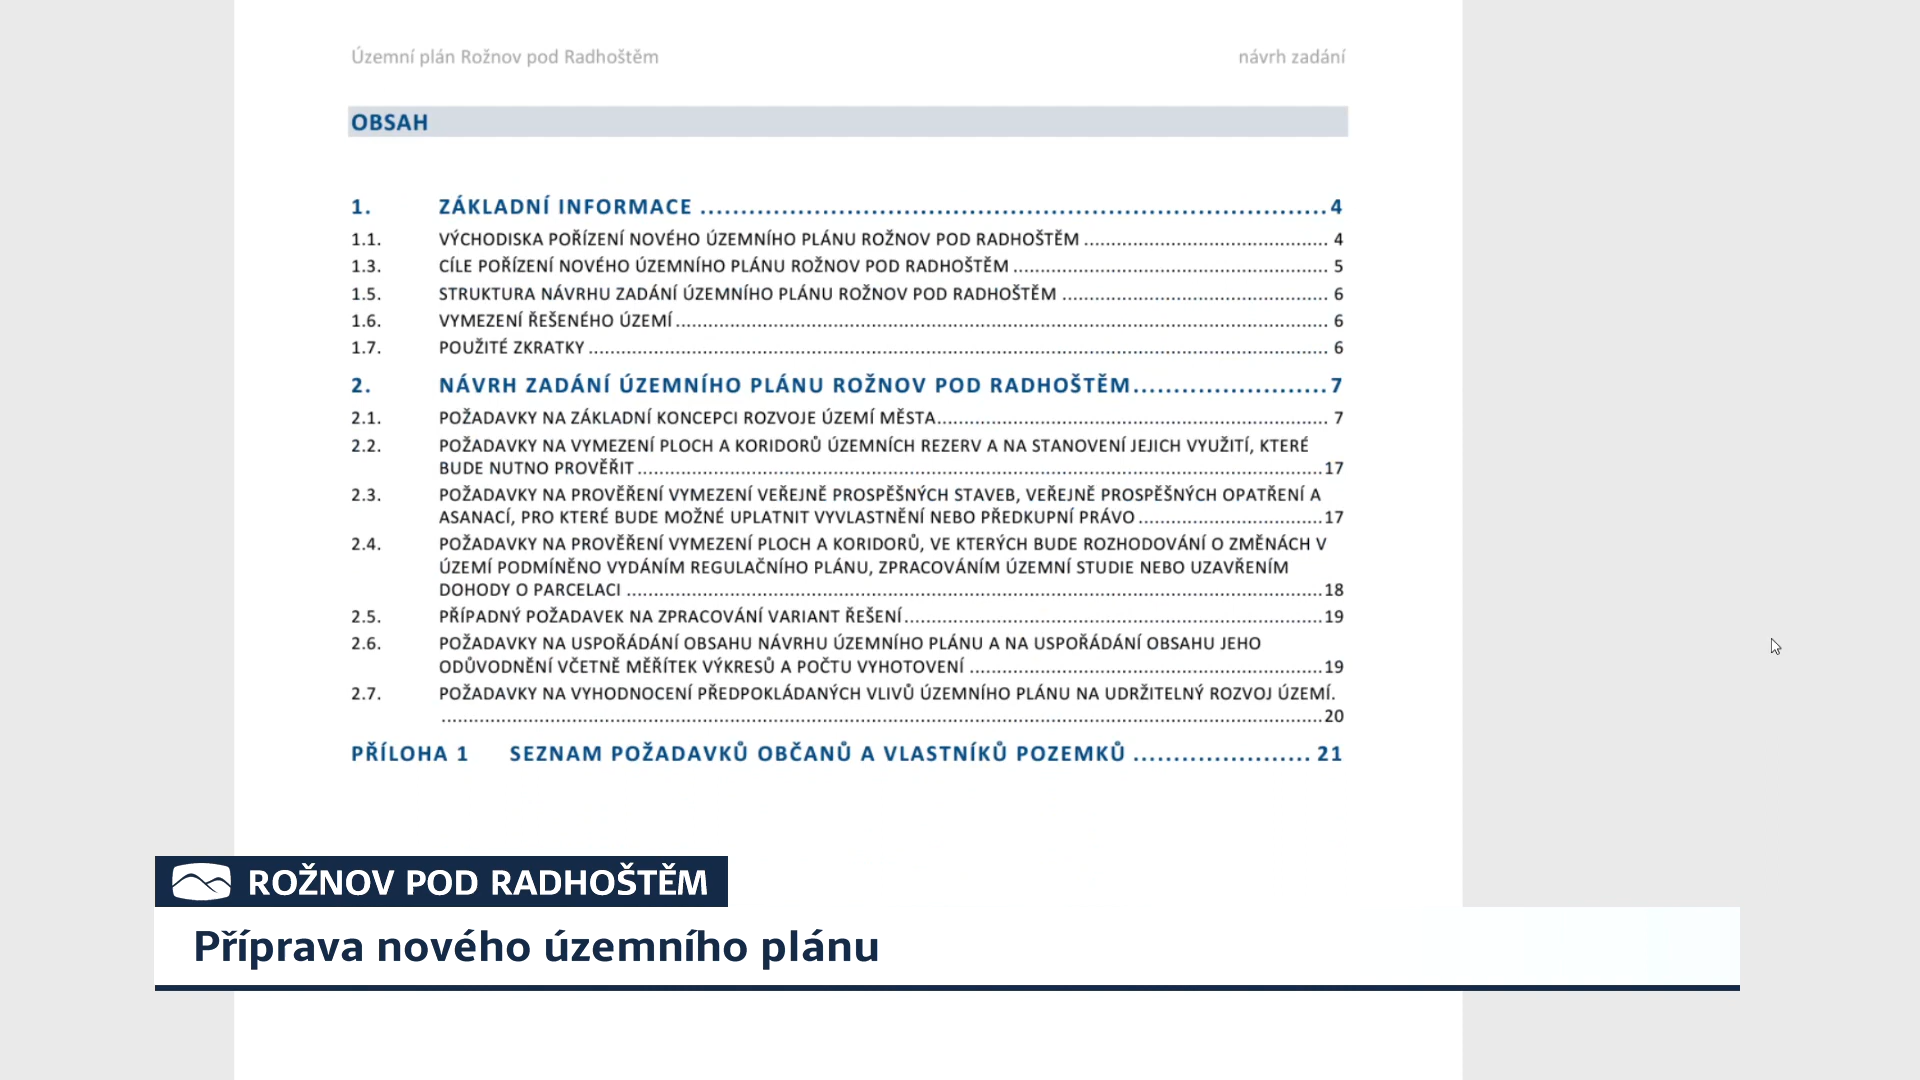 Územní plán Rožnov pod Radhoštěm návrh zadání
OBSAH
1. ZÁKLADNÍ INFORMACE ........................................................................ 4
1.1. VÝCHODISKA POŘÍZENÍ NOVÉHO ÚZEMNÍHO PLÁNU ROŽNOV POD RADHOŠTĚM ........................................ 4
1.3. CÍLE POŘÍZENÍ NOVÉHO ÚZEMNÍHO PLÁNU ROŽNOV POD RADHOŠTĚM ........................................ 5
1.5. STRUKTURA NÁVRHU ZADÁNÍ ÚZEMNÍHO PLÁNU ROŽNOV POD RADHOŠTĚM ........................................ 6
1.6. VYMEZENÍ ŘEŠENÉHO ÚZEMÍ ........................................ 6
1.7. POUŽITÉ ZKRATKY ........................................ 6
2. NÁVRH ZADÁNÍ ÚZEMNÍHO PLÁNU ROŽNOV POD RADHOŠTĚM ........................ 7
2.1. POŽADAVKY NA ZÁKLADNÍ KONCEPCI ROZVOJE ÚZEMÍ MĚSTA ........................................ 7
2.2. POŽADAVKY NA VYMEZENÍ PLOCH A KORIDORŮ ÚZEMNÍCH REZERV A NA STANOVENÍ JEJICH VYUŽITÍ, KTERÉ
BUDE NUTNO PROVĚŘIT ........................................ 17
2.3. POŽADAVKY NA PROVĚŘENÍ VYMEZENÍ VEŘEJNĚ PROSPĚŠNÝCH STAVEB, VEŘEJNĚ PROSPĚŠNÝCH OPATŘENÍ A
ASANACÍ, PRO KTERÉ BUDE MOŽNÉ UPLATNIT VYVLASTNĚNÍ NEBO PŘEDKUPNÍ PRÁVO ........................................ 17
2.4. POŽADAVKY NA PROVĚŘENÍ VYMEZENÍ PLOCH A KORIDORŮ, VE KTERÝCH BUDE ROZHODOVÁNÍ O ZMĚNÁCH V
ÚZEMÍ PODMÍNĚNO VYDÁNÍM REGULAČNÍHO PLÁNU, ZPRACOVÁNÍM ÚZEMNÍ STUDIE NEBO UZAVŘENÍM
DOHODY O PARCELACI ........................................ 18
2.5. PŘÍPADNÝ POŽADAVEK NA ZPRACOVÁNÍ VARIANT ŘEŠENÍ ........................................ 19
2.6. POŽADAVKY NA USPOŘÁDÁNÍ OBSAHU NÁVRHU ÚZEMNÍHO PLÁNU A NA USPOŘÁDÁNÍ OBSAHU JEHO
ODŮVODNĚNÍ VČETNĚ MĚŘÍTEK VÝKRESŮ A POČTU VYHOTOVENÍ ........................................ 19
2.7. POŽADAVKY NA VYHODNOCENÍ PŘEDPOKLÁDANÝCH VLIVŮ ÚZEMNÍHO PLÁNU NA UDRŽITELNÝ ROZVOJ ÚZEMÍ.
........................................ 20
PŘÍLOHA 1 SEZNAM POŽADAVKŮ OBČANŮ A VLASTNÍKŮ POZEMKŮ ...................... 21
ROŽNOV POD RADHOŠTĚM
Příprava nového územního plánu